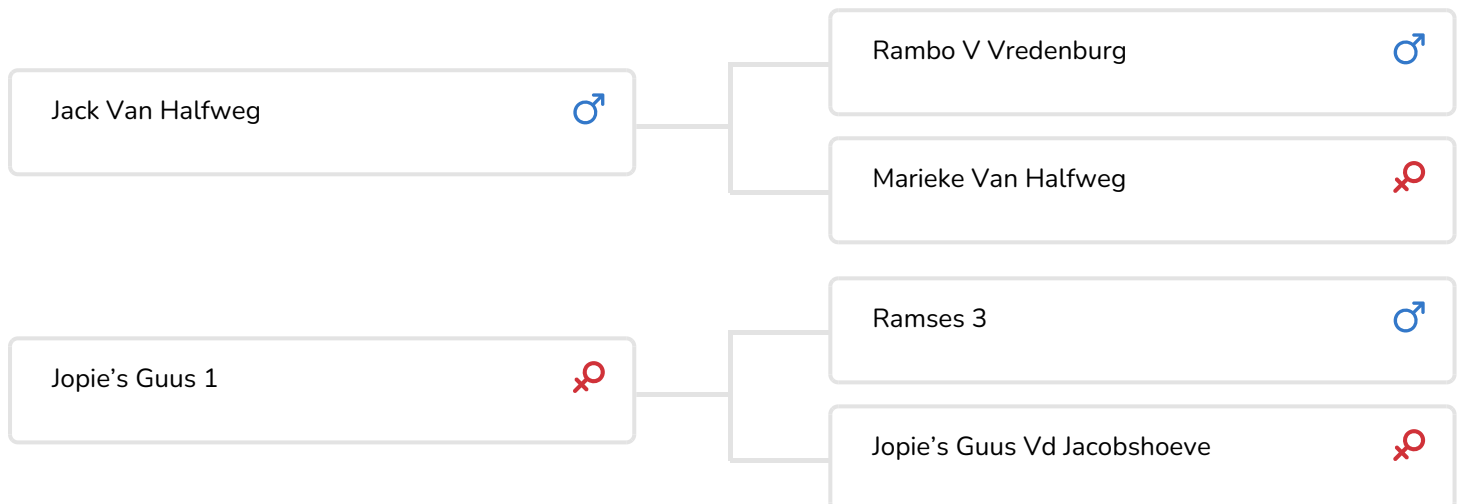 Rambo V Vredenburg
Jack Van Halfweg
Marieke Van Halfweg
Ramses 3
Jopie’s Guus 1
Jopie’s Guus Vd Jacobshoeve